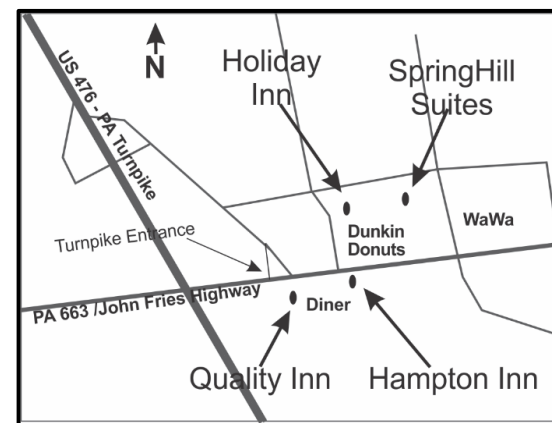 N
Holiday
Inn
SpringHill
Suites
US 476 - PA Turnpike
Dunkin
Donuts
WaWa
Turnpike Entrance
PA 663 /John Fries Highway
Diner
Quality Inn
Hampton Inn